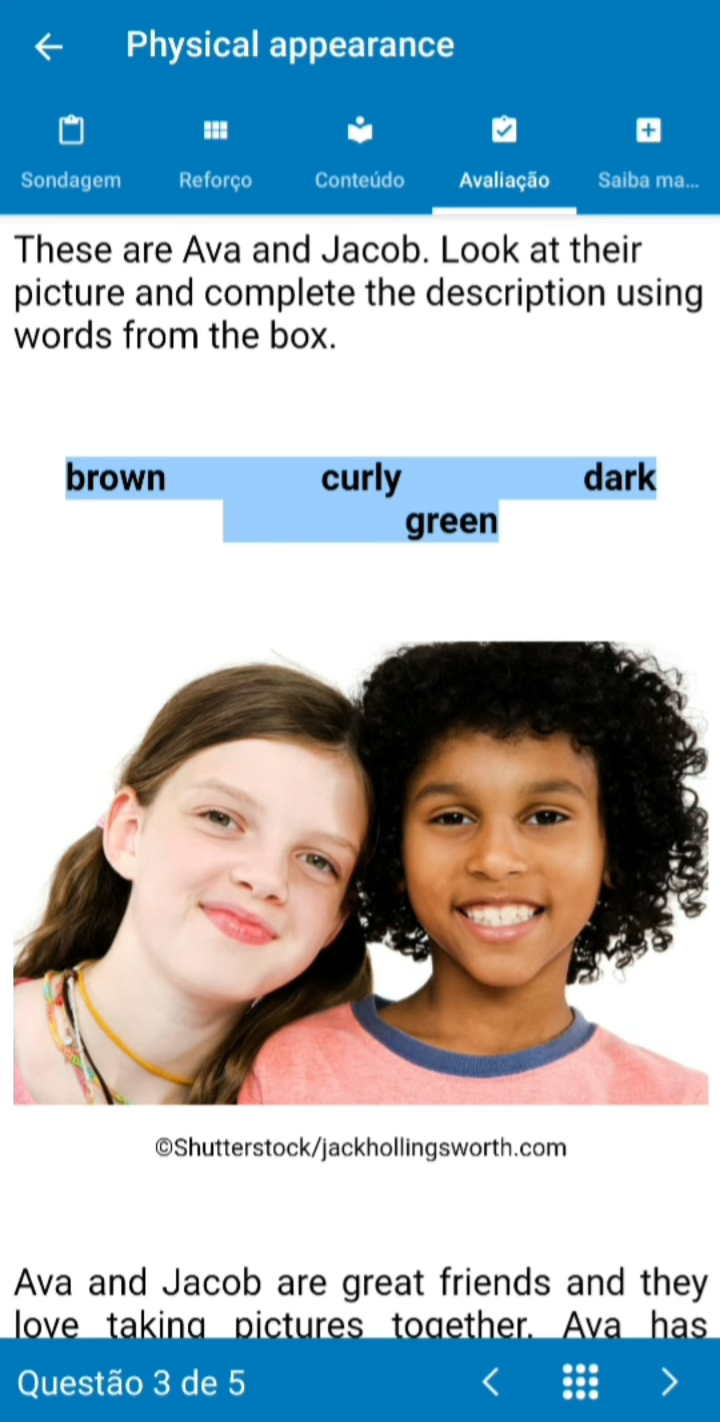 Physical appearance
Sondagem Reforço Conteúdo Avaliação Saiba ma...
These are Ava and Jacob. Look at their
picture and complete the description using
words from the box.
brown curly dark
green
©Shutterstock/jackhollingsworth.com
Ava and Jacob are great friends and they
love taking pictures together. Ava has
Questão 3 de 5